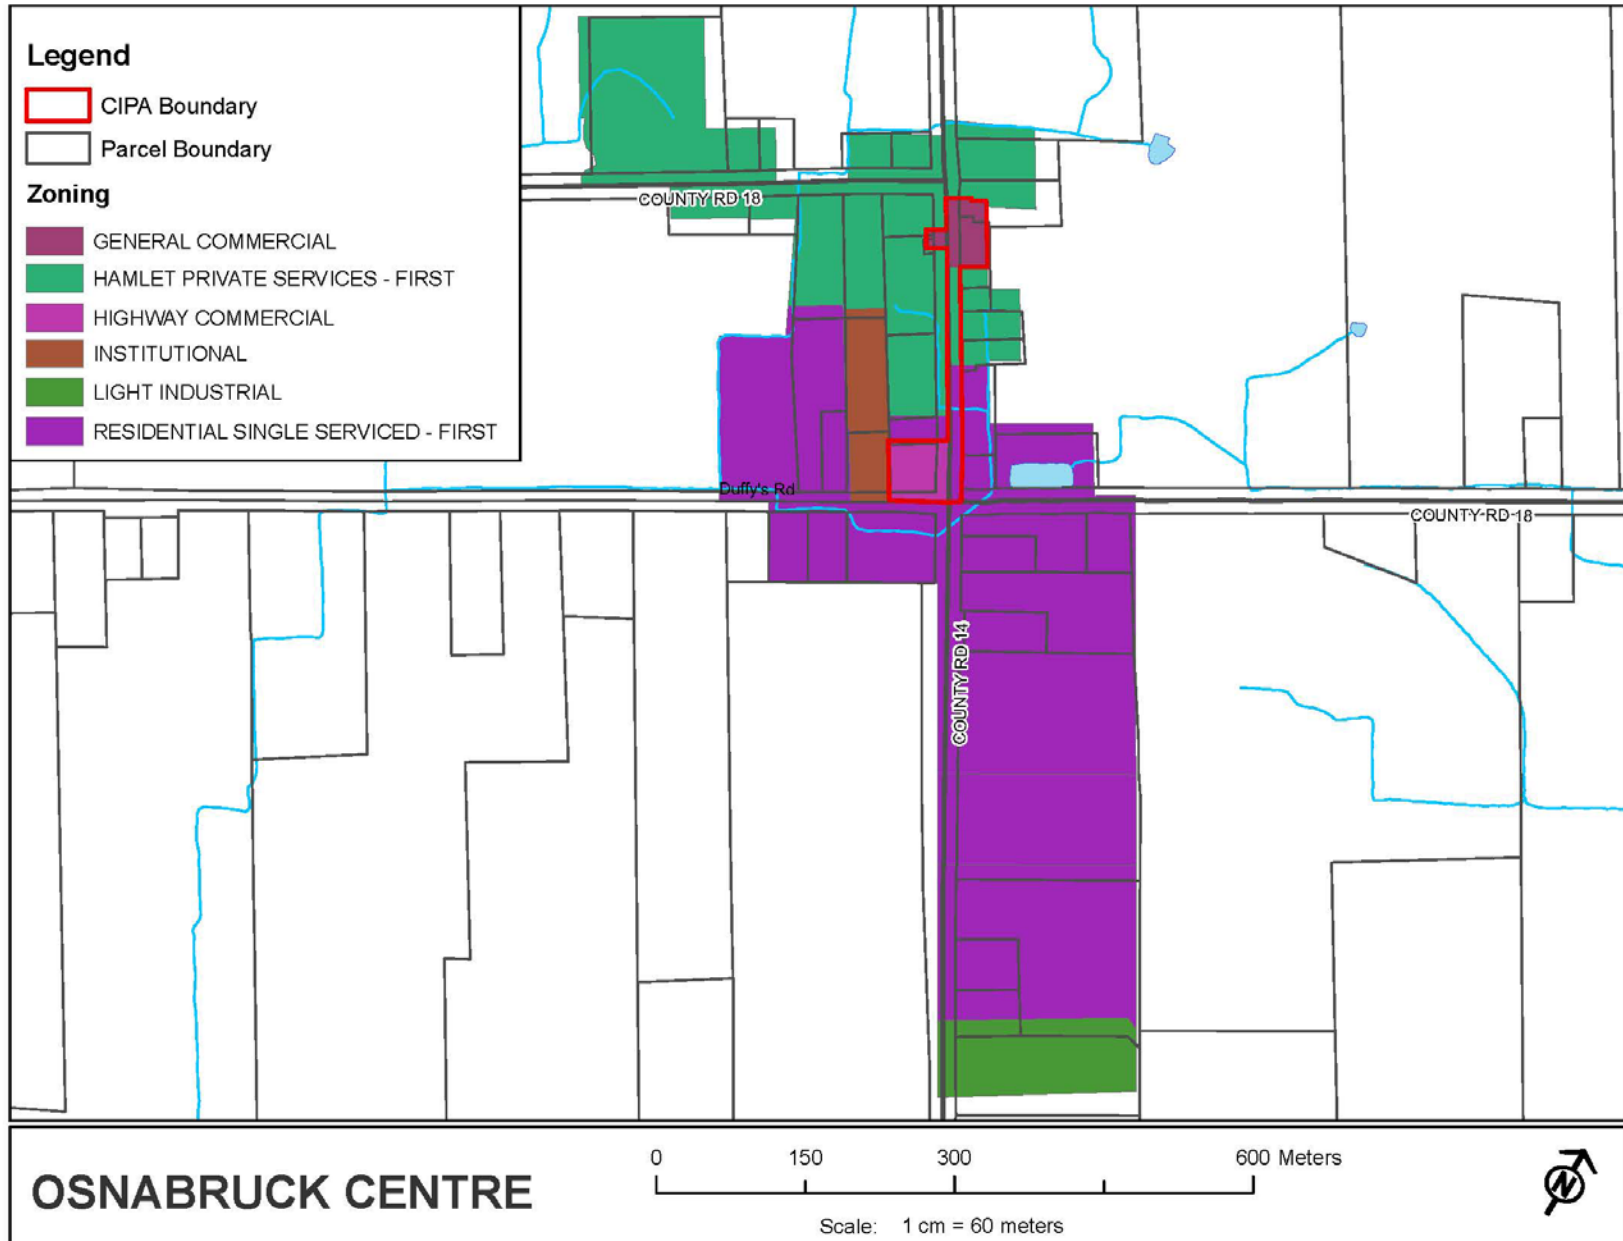 Legend
CIPA Boundary
Parcel Boundary
Zoning
GENERAL COMMERCIAL
HAMLET PRIVATE SERVICES - FIRST
HIGHWAY COMMERCIAL
INSTITUTIONAL
LIGHT INDUSTRIAL
RESIDENTIAL SINGLE SERVICED - FIRST
COUNTY RD 18
Duffy's Rd
COUNTY RD 18
COUNTY RD 14
OSNABRUCK CENTRE
0 150 300 600 Meters
Scale: 1 cm = 60 meters
N